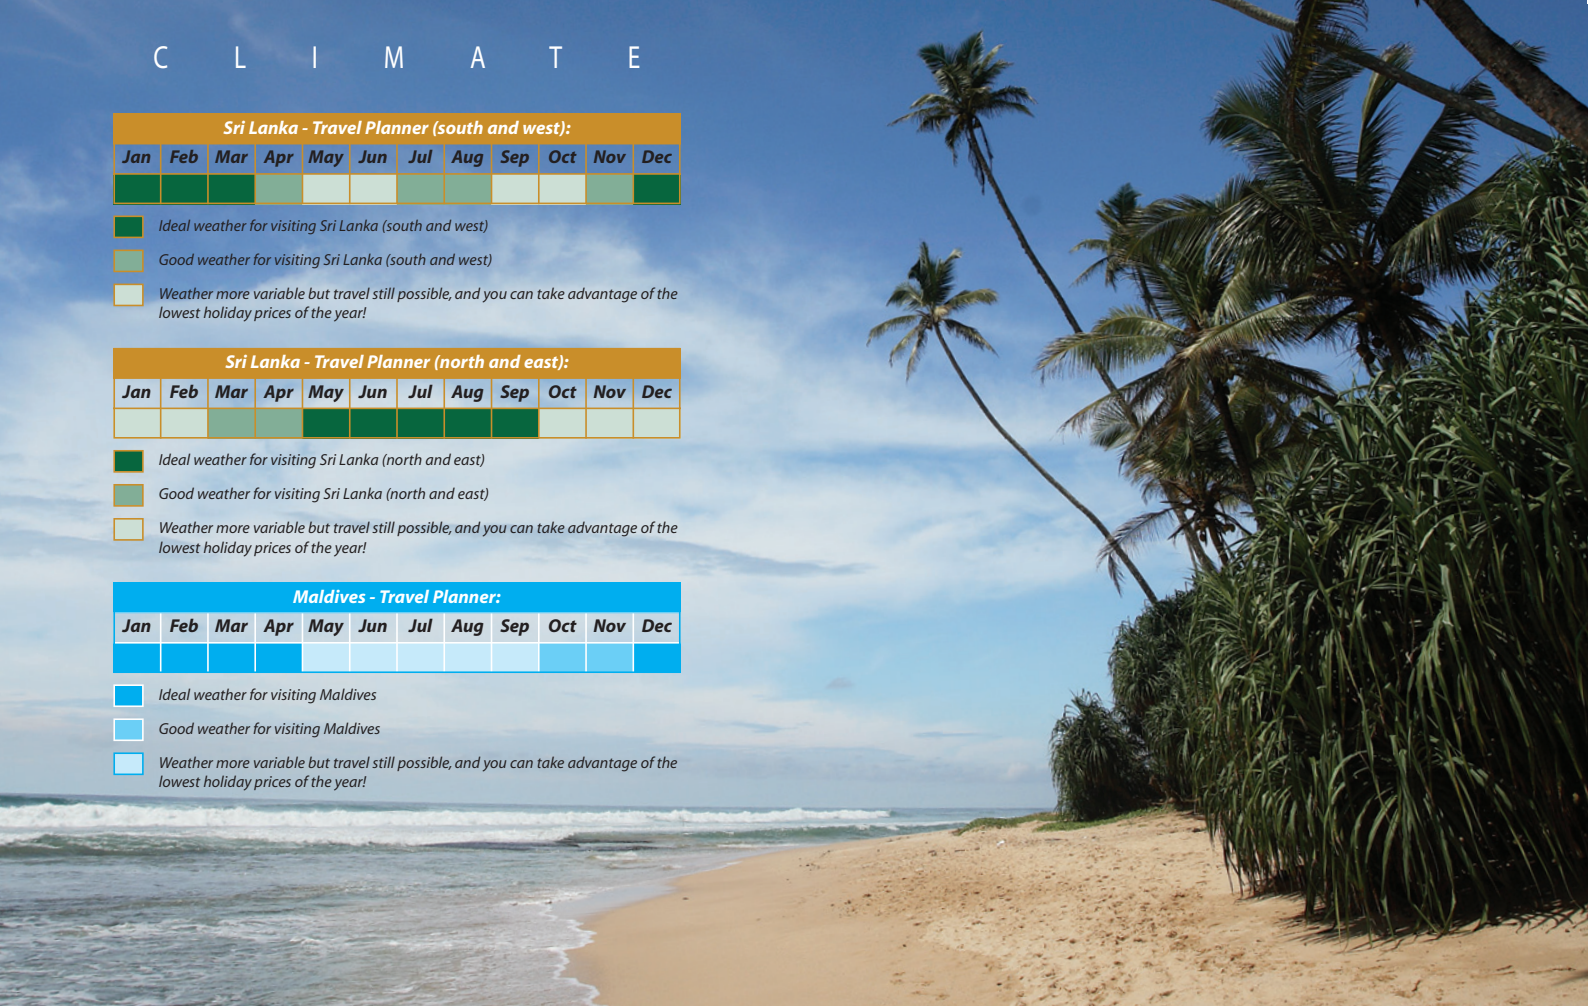 C L I M A T E
Sri Lanka - Travel Planner (south and west):
Jan Feb Mar Apr May Jun Jul Aug Sep Oct Nov Dec
Ideal weather for visiting Sri Lanka (south and west)
Good weather for visiting Sri Lanka (south and west)
Weather more variable but travel still possible, and you can take advantage of the
lowest holiday prices of the year!
Sri Lanka - Travel Planner (north and east):
Jan Feb Mar Apr May Jun Jul Aug Sep Oct Nov Dec
Ideal weather for visiting Sri Lanka (north and east)
Good weather for visiting Sri Lanka (north and east)
Weather more variable but travel still possible, and you can take advantage of the
lowest holiday prices of the year!
Maldives - Travel Planner:
Jan Feb Mar Apr May Jun Jul Aug Sep Oct Nov Dec
Ideal weather for visiting Maldives
Good weather for visiting Maldives
Weather more variable but travel still possible, and you can take advantage of the
lowest holiday prices of the year!